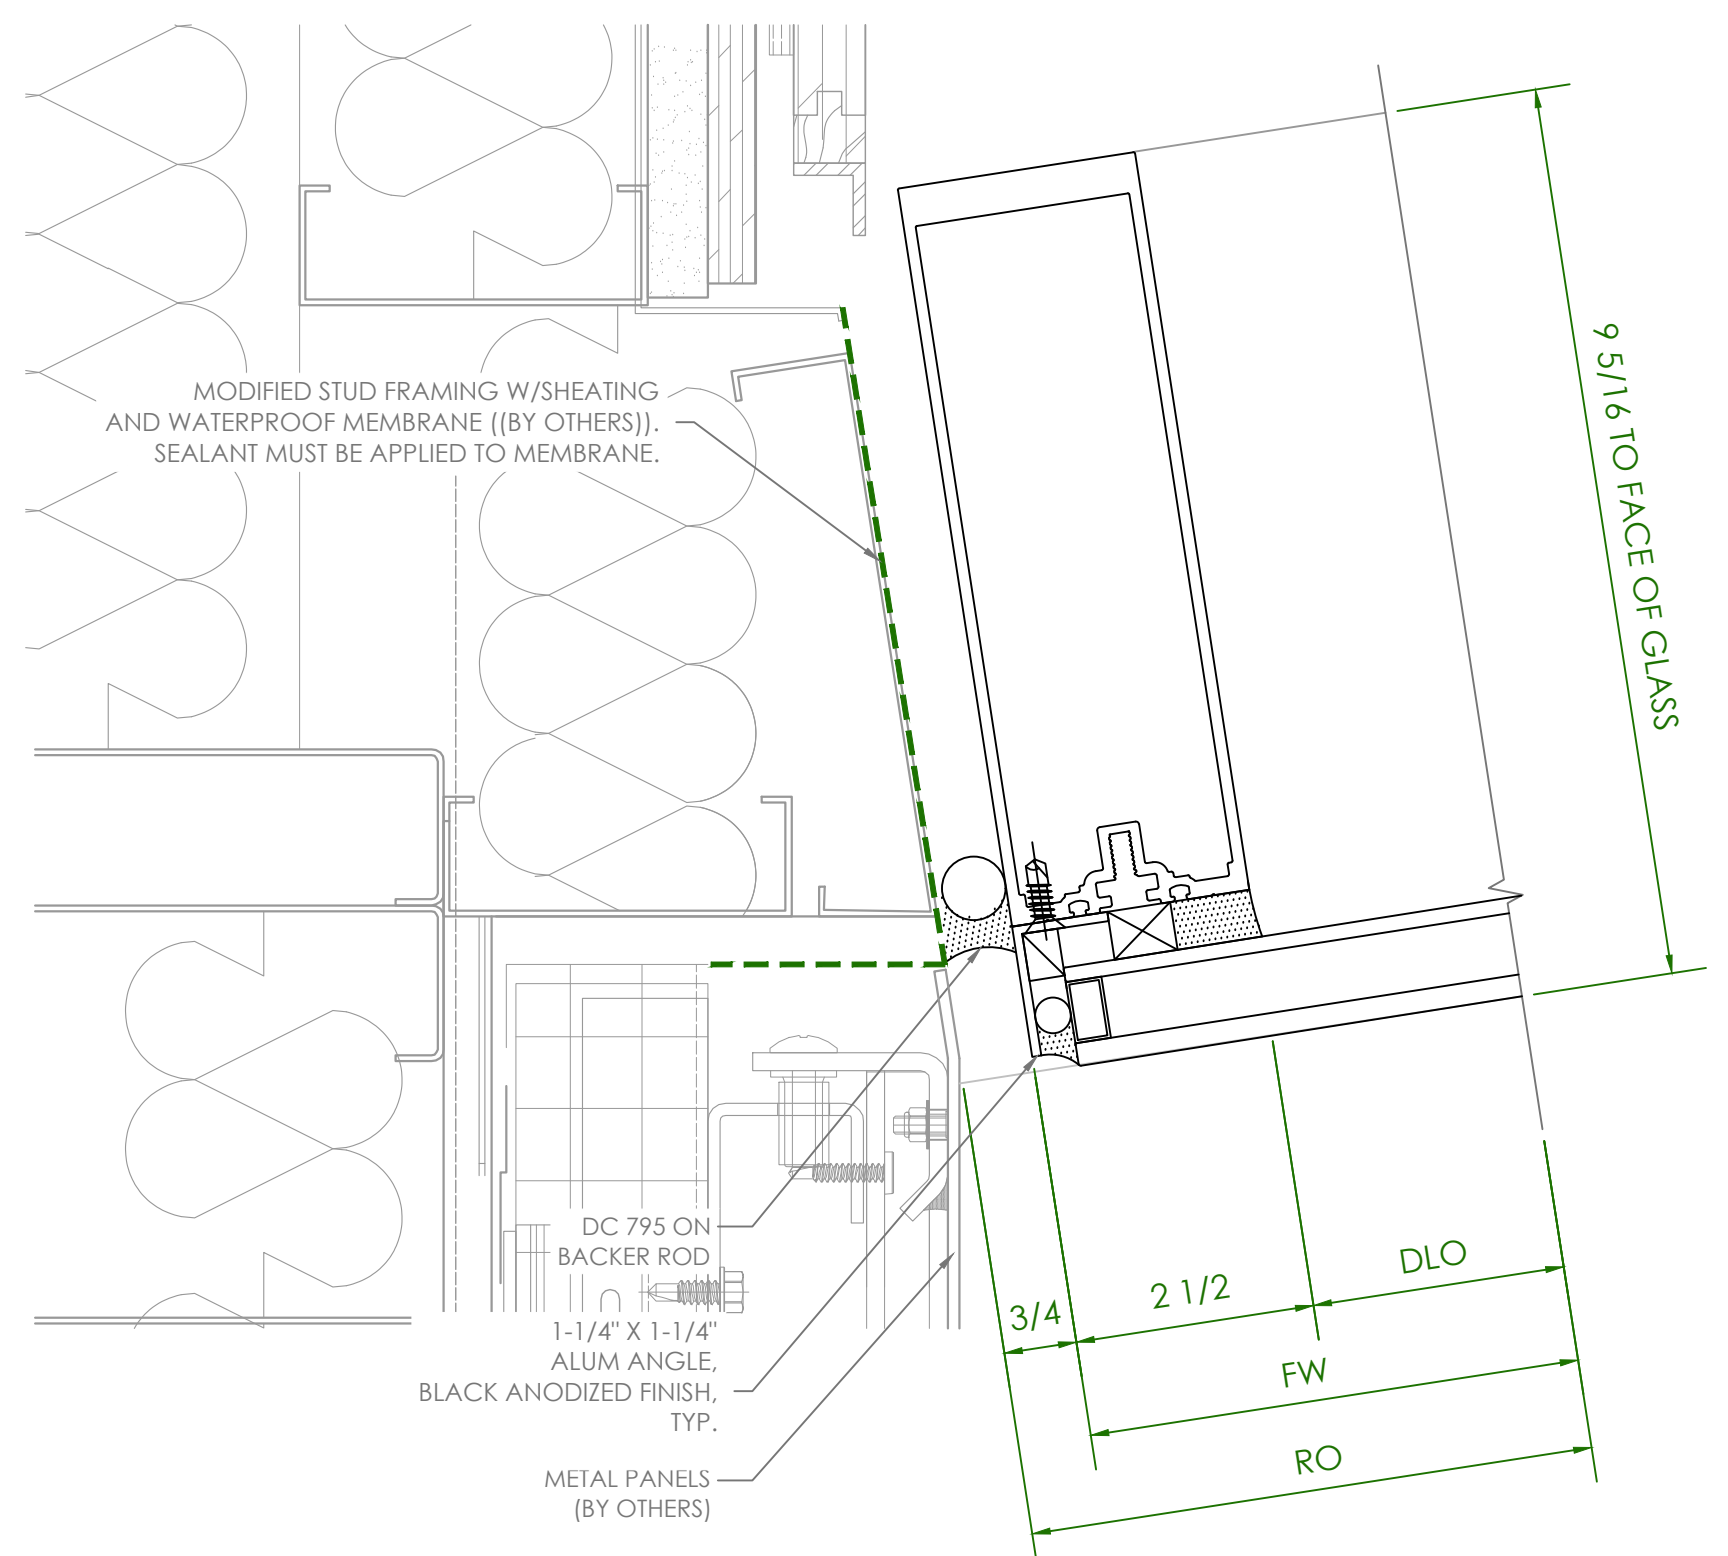 MODIFIED STUD FRAMING W/SHEATING
AND WATERPROOF MEMBRANE ((BY OTHERS)).
SEALANT MUST BE APPLIED TO MEMBRANE.
9 5/16 TO FACE OF GLASS
DC 795 ON
BACKER ROD
1-1/4" X 1-1/4"
ALUM ANGLE,
BLACK ANODIZED FINISH,
TYP.
METAL PANELS
(BY OTHERS)
3/4
2 1/2
DLO
FW
RO